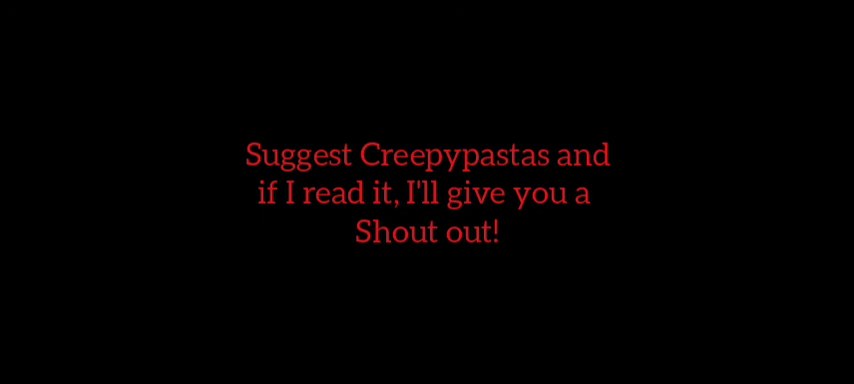 Suggest Creepypastas and
if I read it, I'll give you a
Shout out!